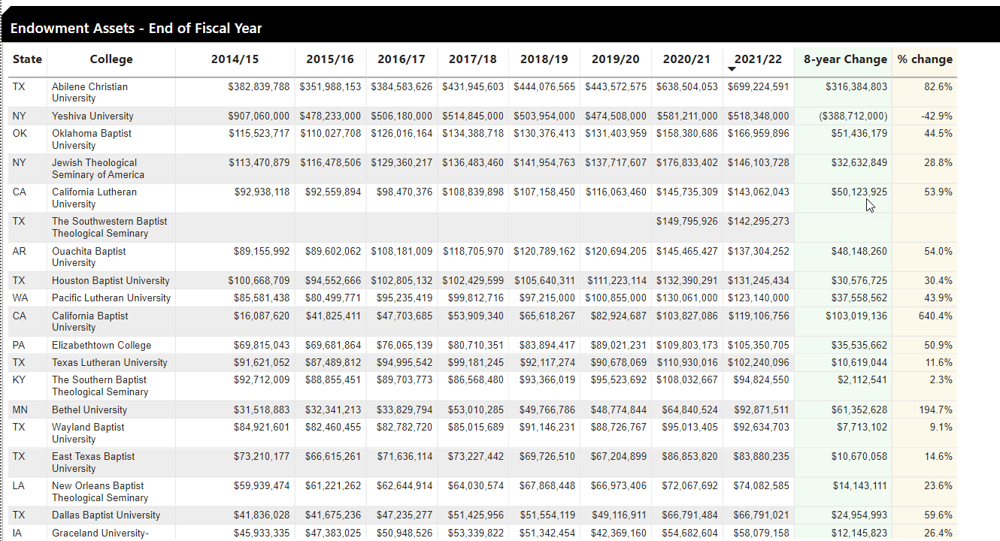 Endowment Assets - End of Fiscal Year
State College 2014/15 2015/16 2016/17 2017/18 2018/19 2019/20 2020/21 2021/22 8-year Change % change
TX Abilene Christian $382,839,788 $351,988,153 $384,583,626 $431,945,603 $444,076,565 $443,572,575 $638,504,053 $699,224,591 $316,384,803 82.6%
University
NY Yeshiva University $907,060,000 $478,233,000 $506,180,000 $514,845,000 $503,954,000 $474,508,000 $581,211,000 $518,348,000 ($388,712,000) -42.9%
OK Oklahoma Baptist $115,523,717 $110,027,708 $126,016,164 $134,388,718 $130,376,413 $131,403,959 $158,380,686 $166,959,896 $51,436,179 44.5%
University
NY Jewish Theological $113,470,879 $116,478,506 $129,360,217 $136,483,460 $141,954,763 $137,717,607 $176,833,402 $146,103,728 $32,632,849 28.8%
Seminary of America
CA California Lutheran $92,938,118 $92,559,894 $98,470,376 $108,839,898 $107,158,450 $116,063,460 $145,735,309 $143,062,043 $50,123,925 53.9%
University
TX The Southwestern Baptist $149,795,926 $142,295,273
Theological Seminary
AR Ouachita Baptist $89,155,992 $89,602,062 $108,181,009 $118,705,970 $120,789,162 $120,694,205 $145,465,427 $137,304,252 $48,148,260 54.0%
University
TX Houston Baptist University $100,668,709 $94,552,666 $102,805,132 $102,429,599 $105,640,311 $111,223,114 $132,390,291 $131,245,434 $30,576,725 30.4%
WA Pacific Lutheran University $85,581,438 $80,499,771 $95,235,419 $99,812,716 $97,215,000 $100,855,000 $130,061,000 $123,140,000 $37,558,562 43.9%
CA California Baptist $16,087,620 $41,825,411 $47,703,685 $53,909,340 $65,618,267 $82,924,687 $103,827,086 $119,106,756 $103,019,136 640.4%
University
PA Elizabethtown College $69,815,043 $69,681,864 $76,065,139 $80,710,351 $83,894,417 $89,021,231 $109,803,173 $105,350,705 $35,535,662 50.9%
TX Texas Lutheran University $91,621,052 $87,489,812 $94,995,542 $99,181,245 $92,117,274 $90,678,069 $110,930,016 $102,240,096 $10,619,044 11.6%
KY The Southern Baptist $92,712,009 $88,855,451 $89,703,773 $86,568,480 $93,366,019 $95,523,692 $108,032,667 $94,824,550 $2,112,541 2.3%
Theological Seminary
MN Bethel University $31,518,883 $32,341,213 $33,829,794 $53,010,285 $49,766,786 $48,774,844 $64,840,524 $92,871,511 $61,352,628 194.7%
TX Wayland Baptist $84,921,601 $82,460,455 $82,782,720 $85,015,689 $91,146,231 $88,726,767 $95,013,405 $92,634,703 $7,713,102 9.1%
University
TX East Texas Baptist $73,210,177 $66,615,261 $71,636,114 $73,227,442 $69,726,510 $67,204,899 $86,853,820 $83,880,235 $10,670,058 14.6%
University
LA New Orleans Baptist $59,939,474 $61,221,262 $62,644,914 $64,030,574 $67,868,448 $66,973,406 $72,067,692 $74,082,585 $14,143,111 23.6%
Theological Seminary
TX Dallas Baptist University $41,836,028 $41,675,236 $47,235,277 $51,425,956 $51,554,119 $49,116,911 $66,791,484 $66,791,021 $24,954,993 59.6%
IA Graceland University- $45,933,335 $47,383,025 $50,948,526 $53,339,822 $51,342,454 $42,369,160 $54,682,604 $58,079,158 $12,145,823 26.4%